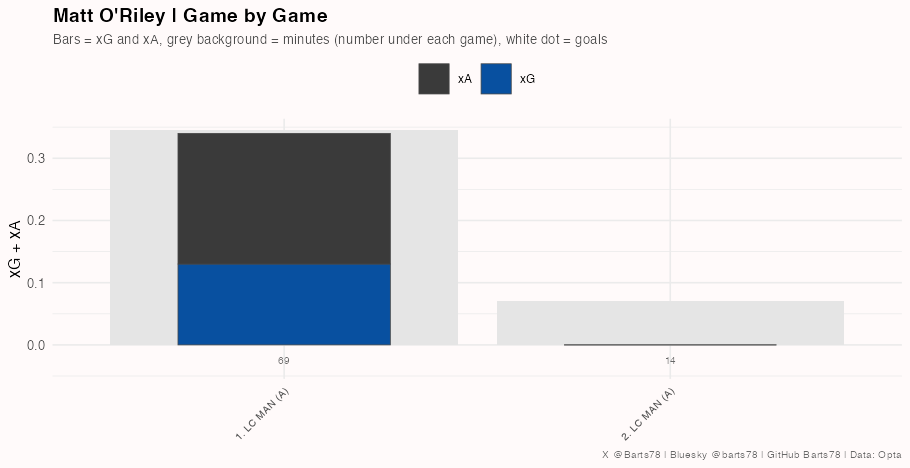 Matt O'Riley | Game by Game
Bars = xG and xA, grey background = minutes (number under each game), white dot = goals
xA xG
xG + xA
0.3
0.2
0.1
0.0
69 14
1. LC MAN (A) 2. LC MAN (A)
X @Barts78 | Bluesky @barts78 | GitHub Barts78 | Data: Opta